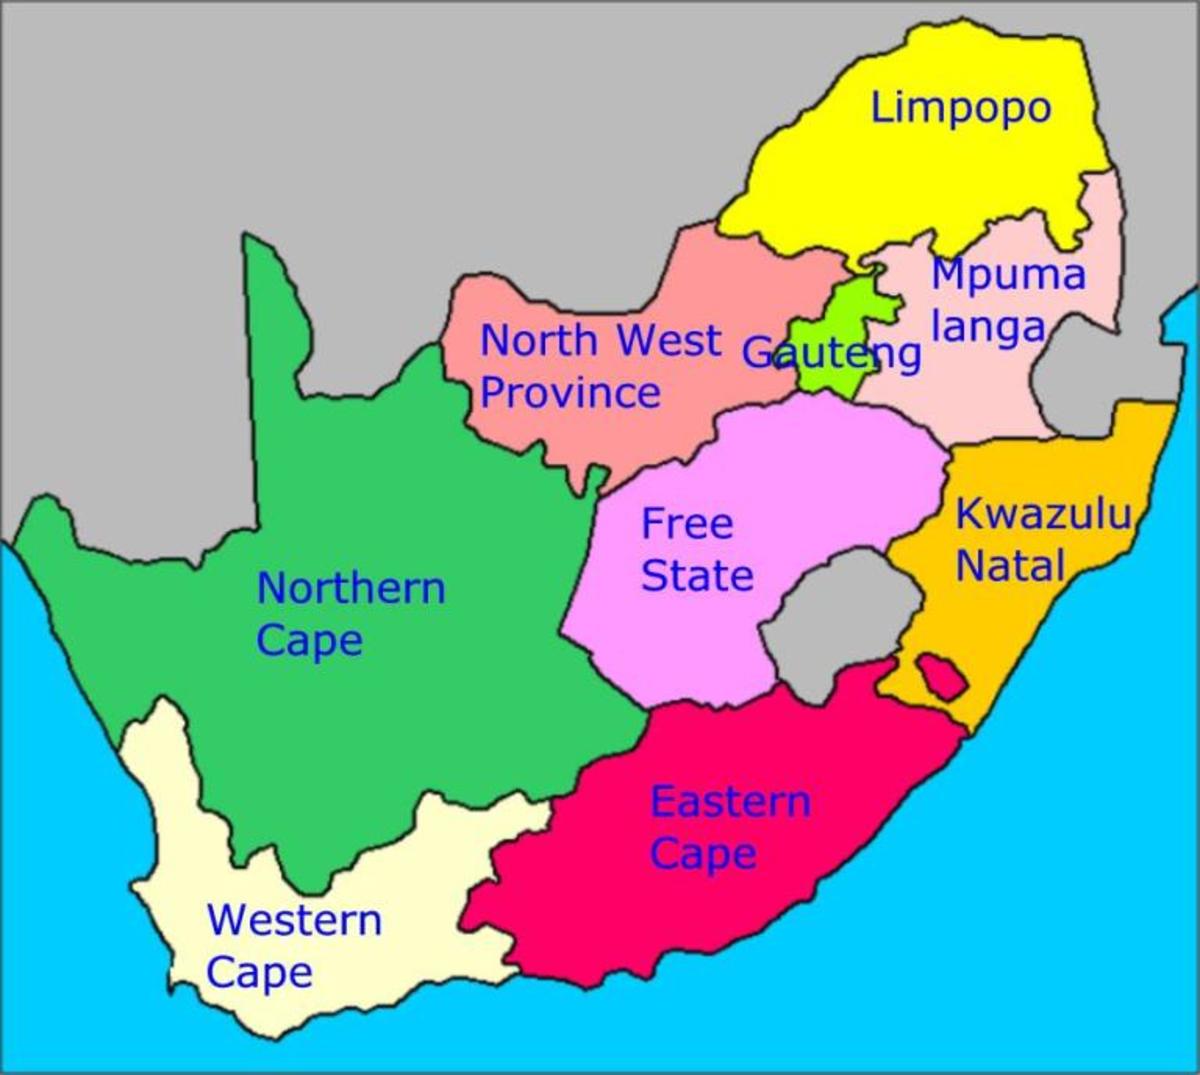 Limpopo
Mpuma
langa
North West
Province
Gauteng
Free
State
Kwazulu
Natal
Northern
Cape
Eastern
Cape
Western
Cape